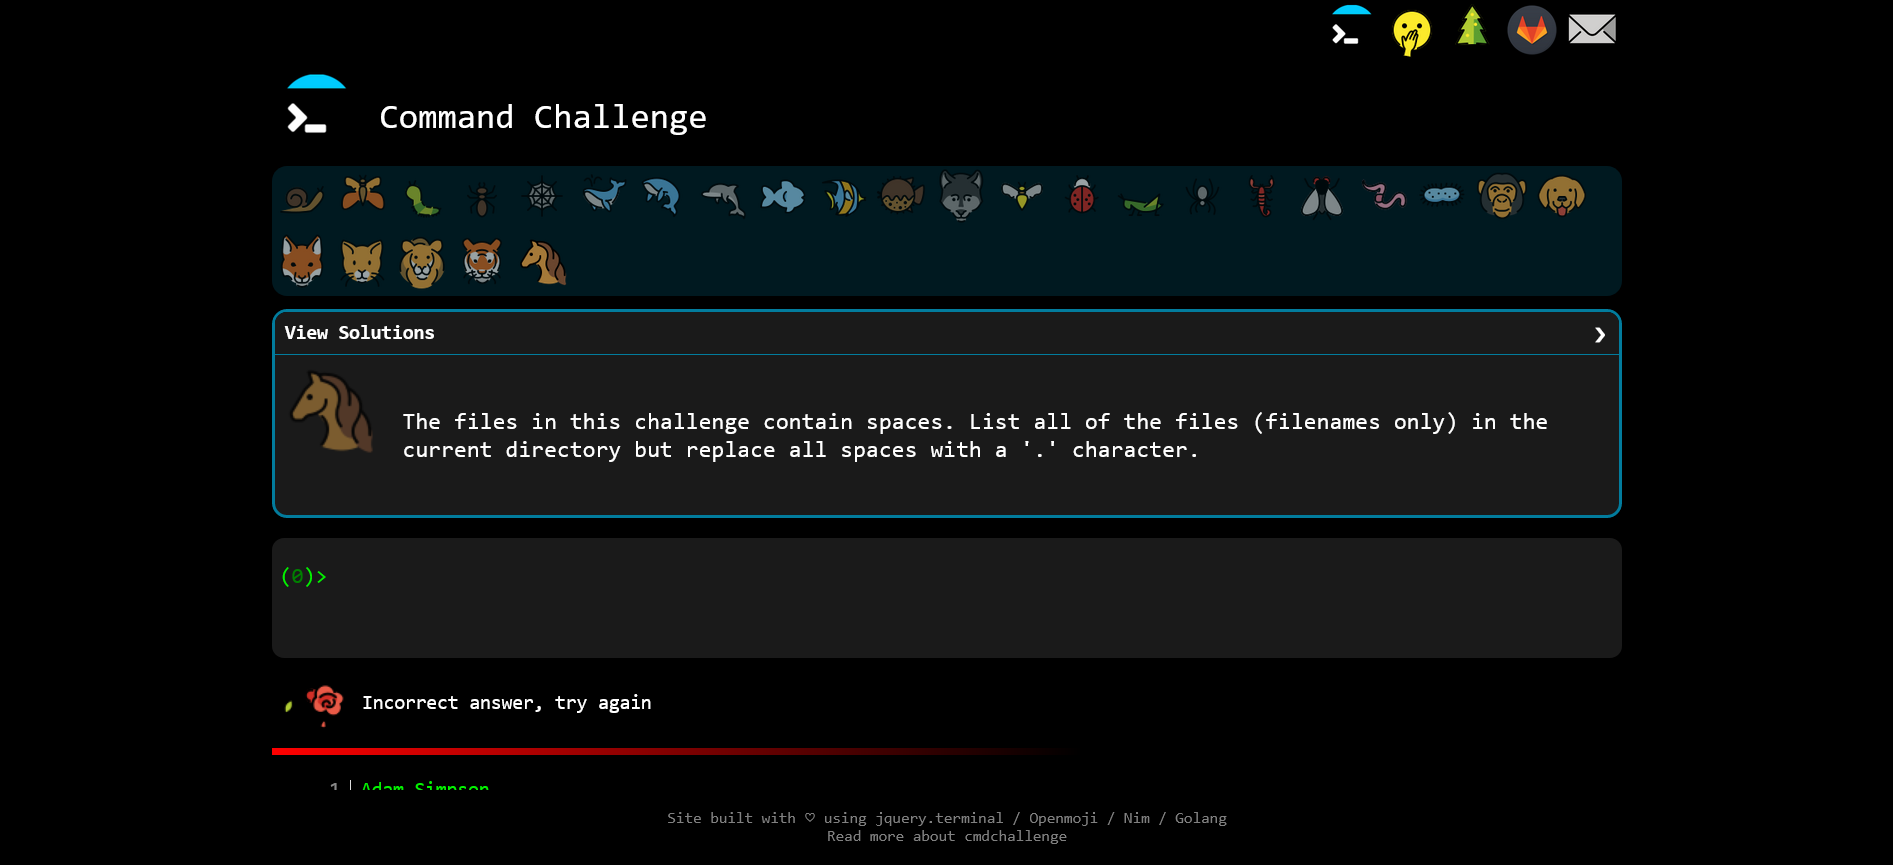 Command Challenge
View Solutions
The files in this challenge contain spaces. List all of the files (filenames only) in the
current directory but replace all spaces with a '.' character.
(0)>
Incorrect answer, try again
1 Adam Simpson
Site built with ♡ using jquery.terminal / Openmoji / Nim / Golang
Read more about cmdchallenge